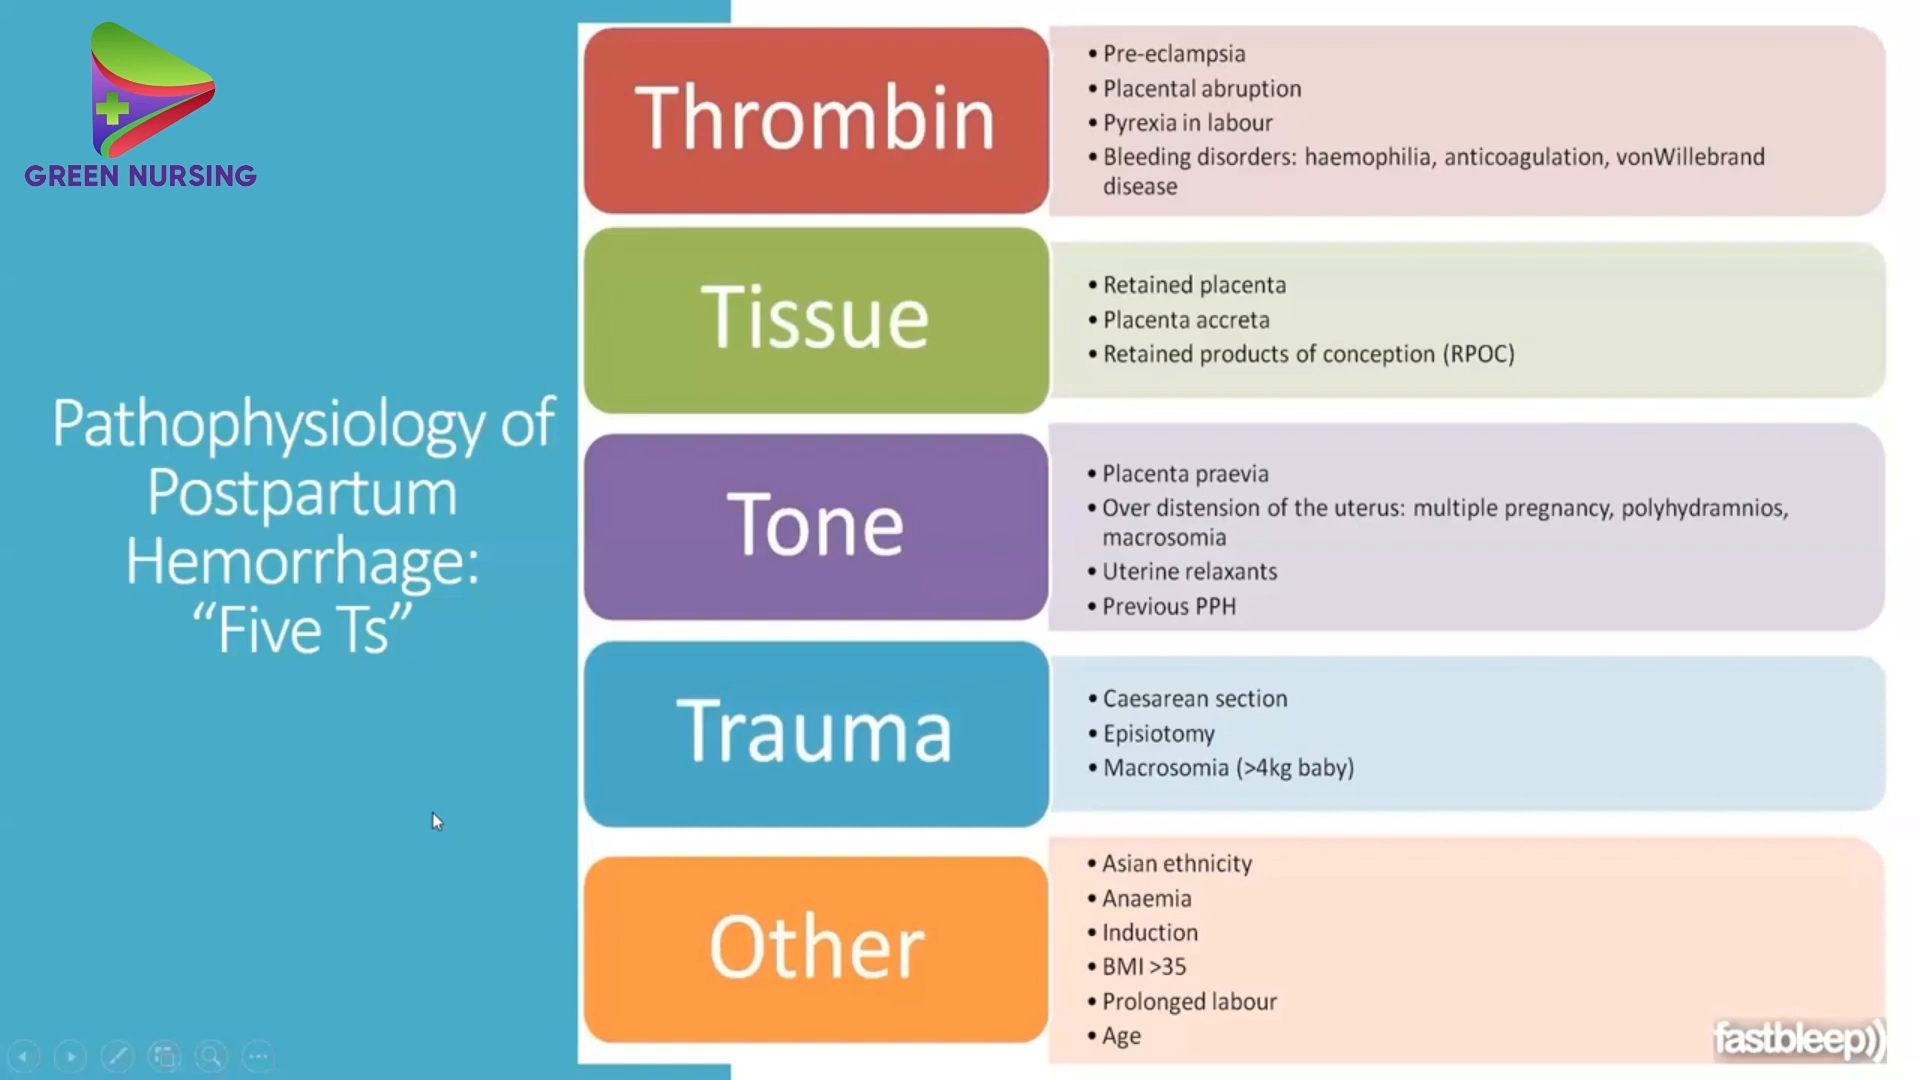 GREEN NURSING
Pathophysiology of
Postpartum
Hemorrhage:
“Five Ts”
Thrombin
• Pre-eclampsia
• Placental abruption
• Pyrexia in labour
• Bleeding disorders: haemophilia, anticoagulation, vonWillebrand
disease
Tissue
• Retained placenta
• Placenta accreta
• Retained products of conception (RPOC)
Tone
• Placenta praevia
• Over distension of the uterus: multiple pregnancy, polyhydramnios,
macrosomia
• Uterine relaxants
• Previous PPH
Trauma
• Caesarean section
• Episiotomy
• Macrosomia (>4kg baby)
Other
• Asian ethnicity
• Anaemia
• Induction
• BMI >35
• Prolonged labour
• Age
fastbleep))